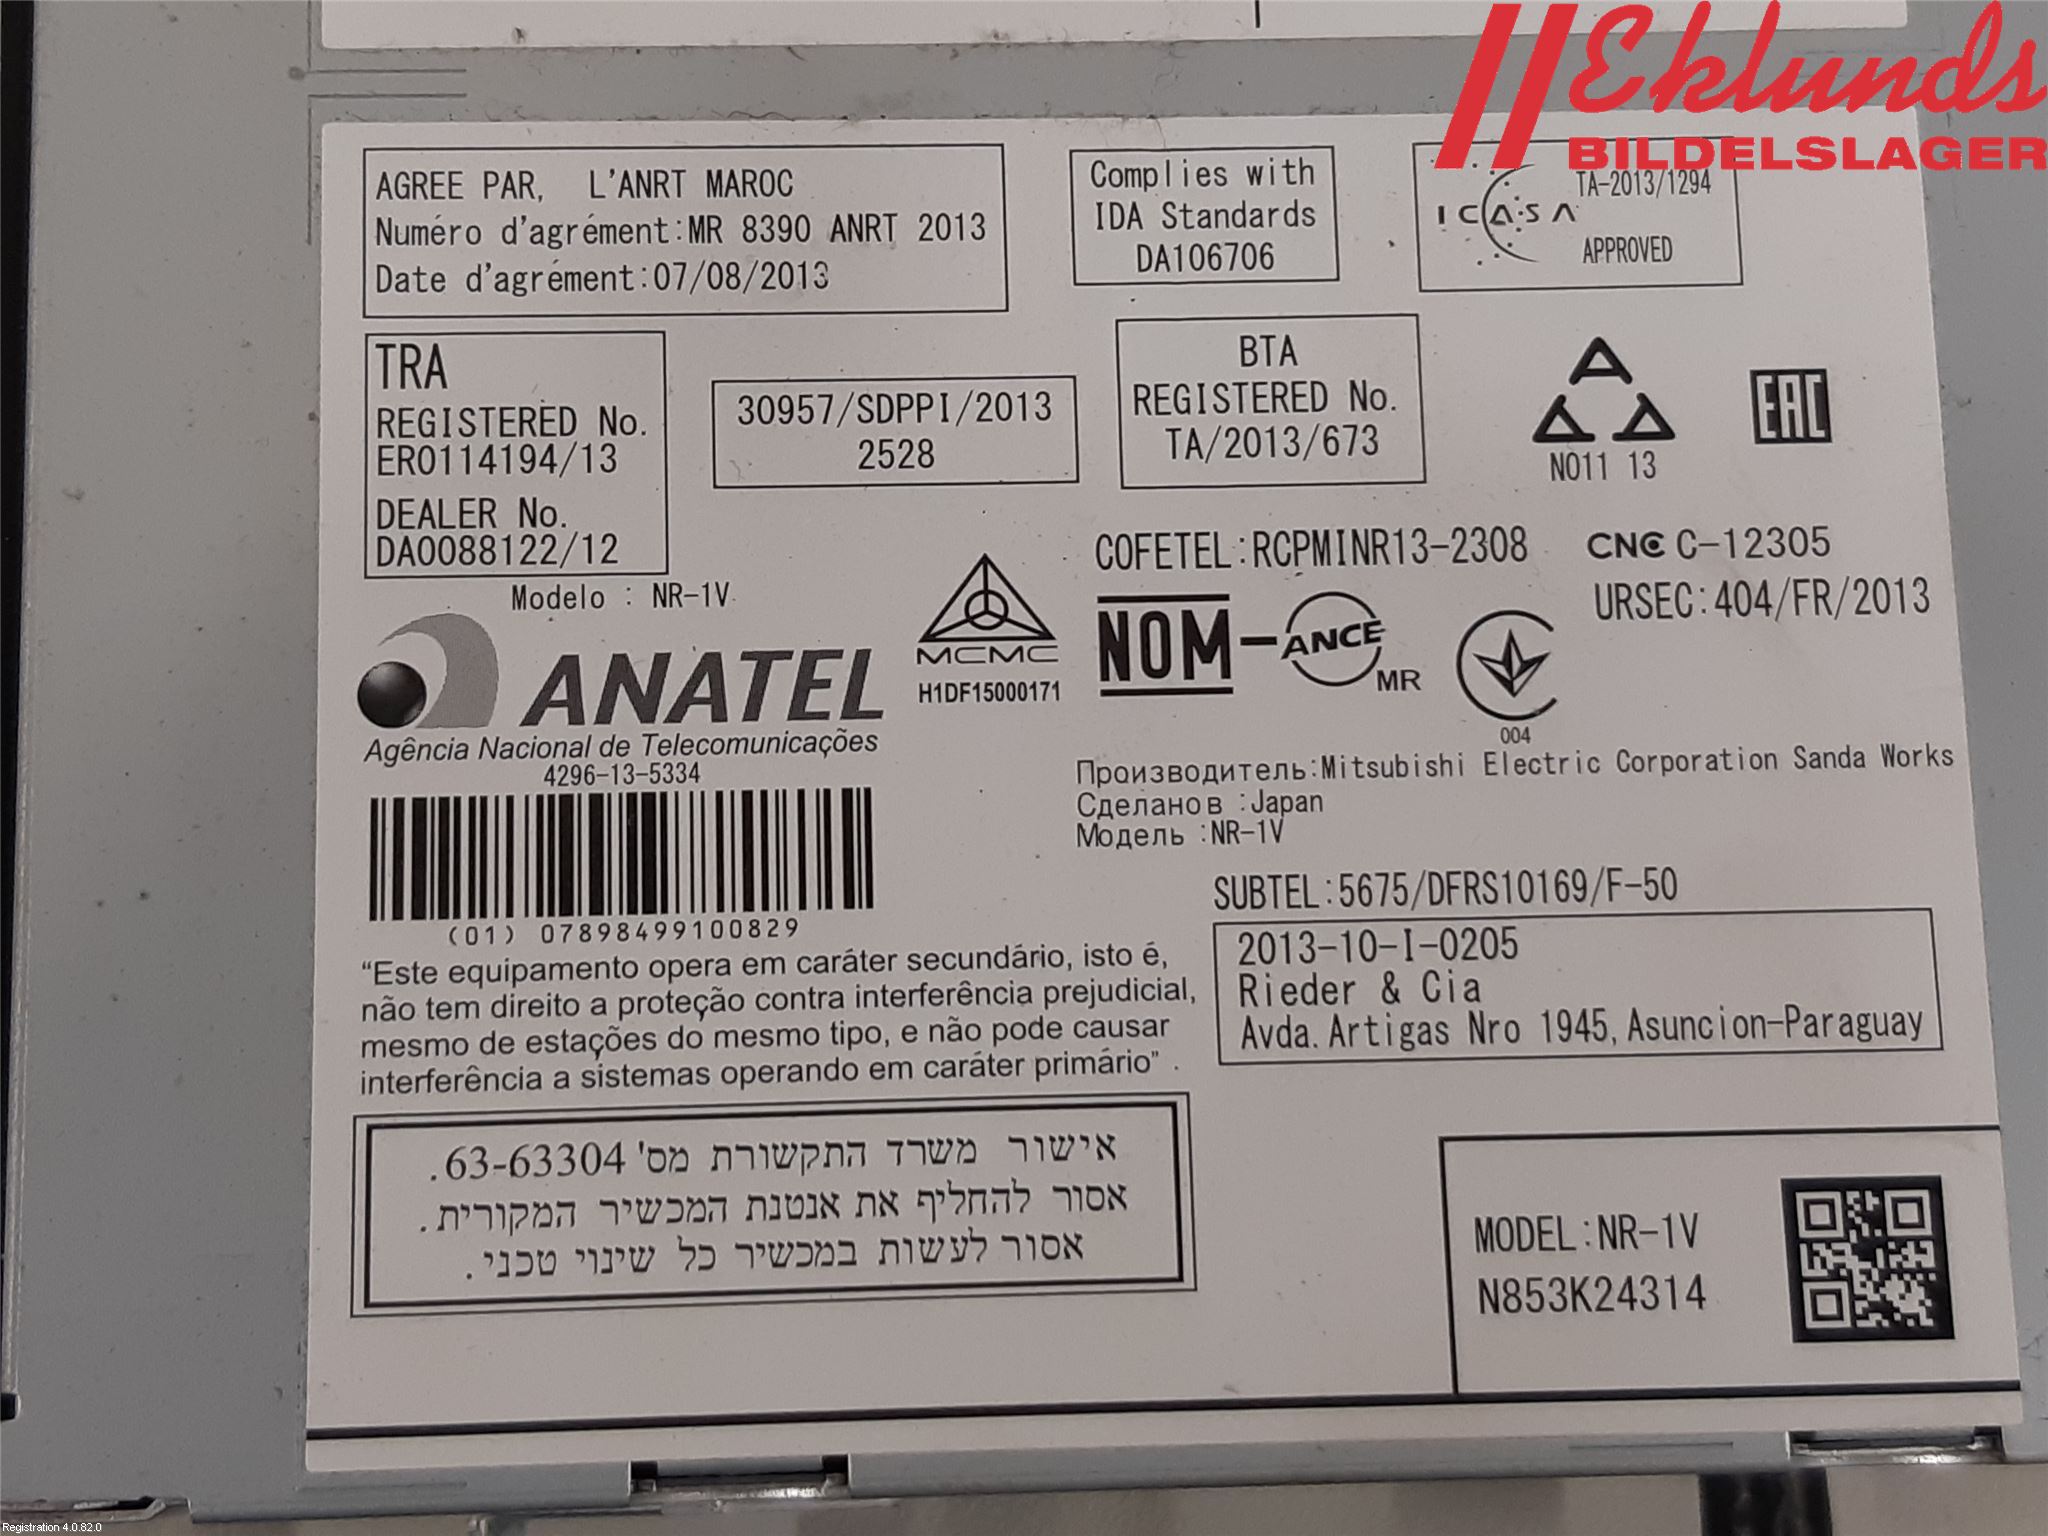 Eklunds
BILDELSLAGER
AGREE PAR, L'ANRT MAROC
Numéro d'agrément:MR 8390 ANRT 2013
Date d'agrément:07/08/2013
Complies with
IDA Standards
DA106706
TA-2013/1294
ICASA
APPROVED
TRA
REGISTERED No.
ER0114194/13
DEALER No.
DA0088122/12
30957/SDPPI/2013
2528
BTA
REGISTERED No.
TA/2013/673
N011 13
EAC
COFETEL:RCPMINR13-2308
CNC C-12305
URSEC:404/FR/2013
Modelo : NR-1V
ANATEL
Agência Nacional de Telecomunicações
4296-13-5334
(01) 07898499100829
MCMC
H1DF15000171
NOM-ANCE MR
004
Производитель:Mitsubishi Electric Corporation Sanda Works
Сделанов :Japan
Модель :NR-1V
SUBTEL:5675/DFRS10169/F-50
2013-10-I-0205
Rieder & Cia
Avda.Artigas Nro 1945,Asuncion-Paraguay
“Este equipamento opera em caráter secundário, isto é,
não tem direito a proteção contra interferência prejudicial,
mesmo de estações do mesmo tipo, e não pode causar
interferência a sistemas operando em caráter primário” .
אישור משרד התקשורת מס' 63-63304.
אסור להחליף את אנטנת המכשיר המקורית.
אסור לעשות במכשיר כל שינוי טכני.
MODEL:NR-1V
N853K24314
Registration 4.0.82.0